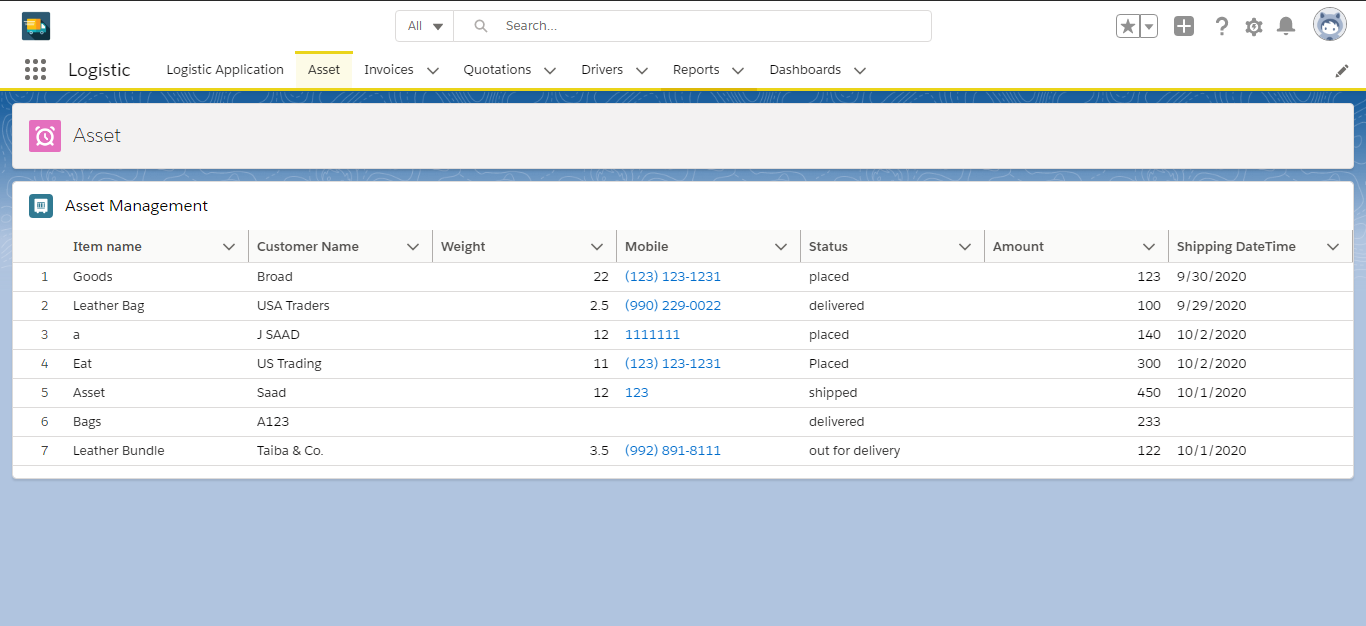 All Search...
Logistic Logistic Application Asset Invoices Quotations Drivers Reports Dashboards
Asset
Asset Management
Item name Customer Name Weight Mobile Status Amount Shipping DateTime
1 Goods Broad 22 (123) 123-1231 placed 123 9/30/2020
2 Leather Bag USA Traders 2.5 (990) 229-0022 delivered 100 9/29/2020
3 a J SAAD 12 1111111 placed 140 10/2/2020
4 Eat US Trading 11 (123) 123-1231 Placed 300 10/2/2020
5 Asset Saad 12 123 shipped 450 10/1/2020
6 Bags A123 delivered 233
7 Leather Bundle Taiba & Co. 3.5 (992) 891-8111 out for delivery 122 10/1/2020